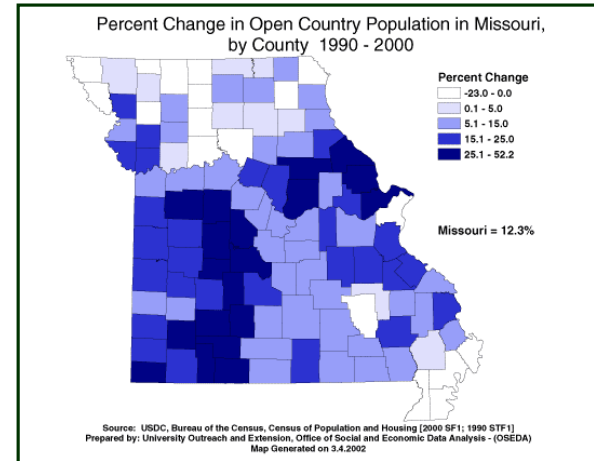 Percent Change in Open Country Population in Missouri,
by County 1990 - 2000
Percent Change
-23.0 - 0.0
0.1 - 5.0
5.1 - 15.0
15.1 - 25.0
25.1 - 52.2
Missouri = 12.3%
Source: USDC, Bureau of the Census, Census of Population and Housing [2000 SF1; 1990 STF1]
Prepared by: University Outreach and Extension, Office of Social and Economic Data Analysis - (OSEDA)
Map Generated on 3.4.2002